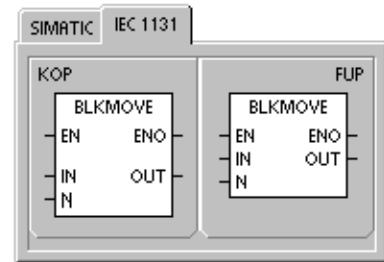 SIMATIC IEC 1131
KOP FUP
BLKMOVE BLKMOVE
EN ENO EN ENO
IN OUT IN OUT
N N